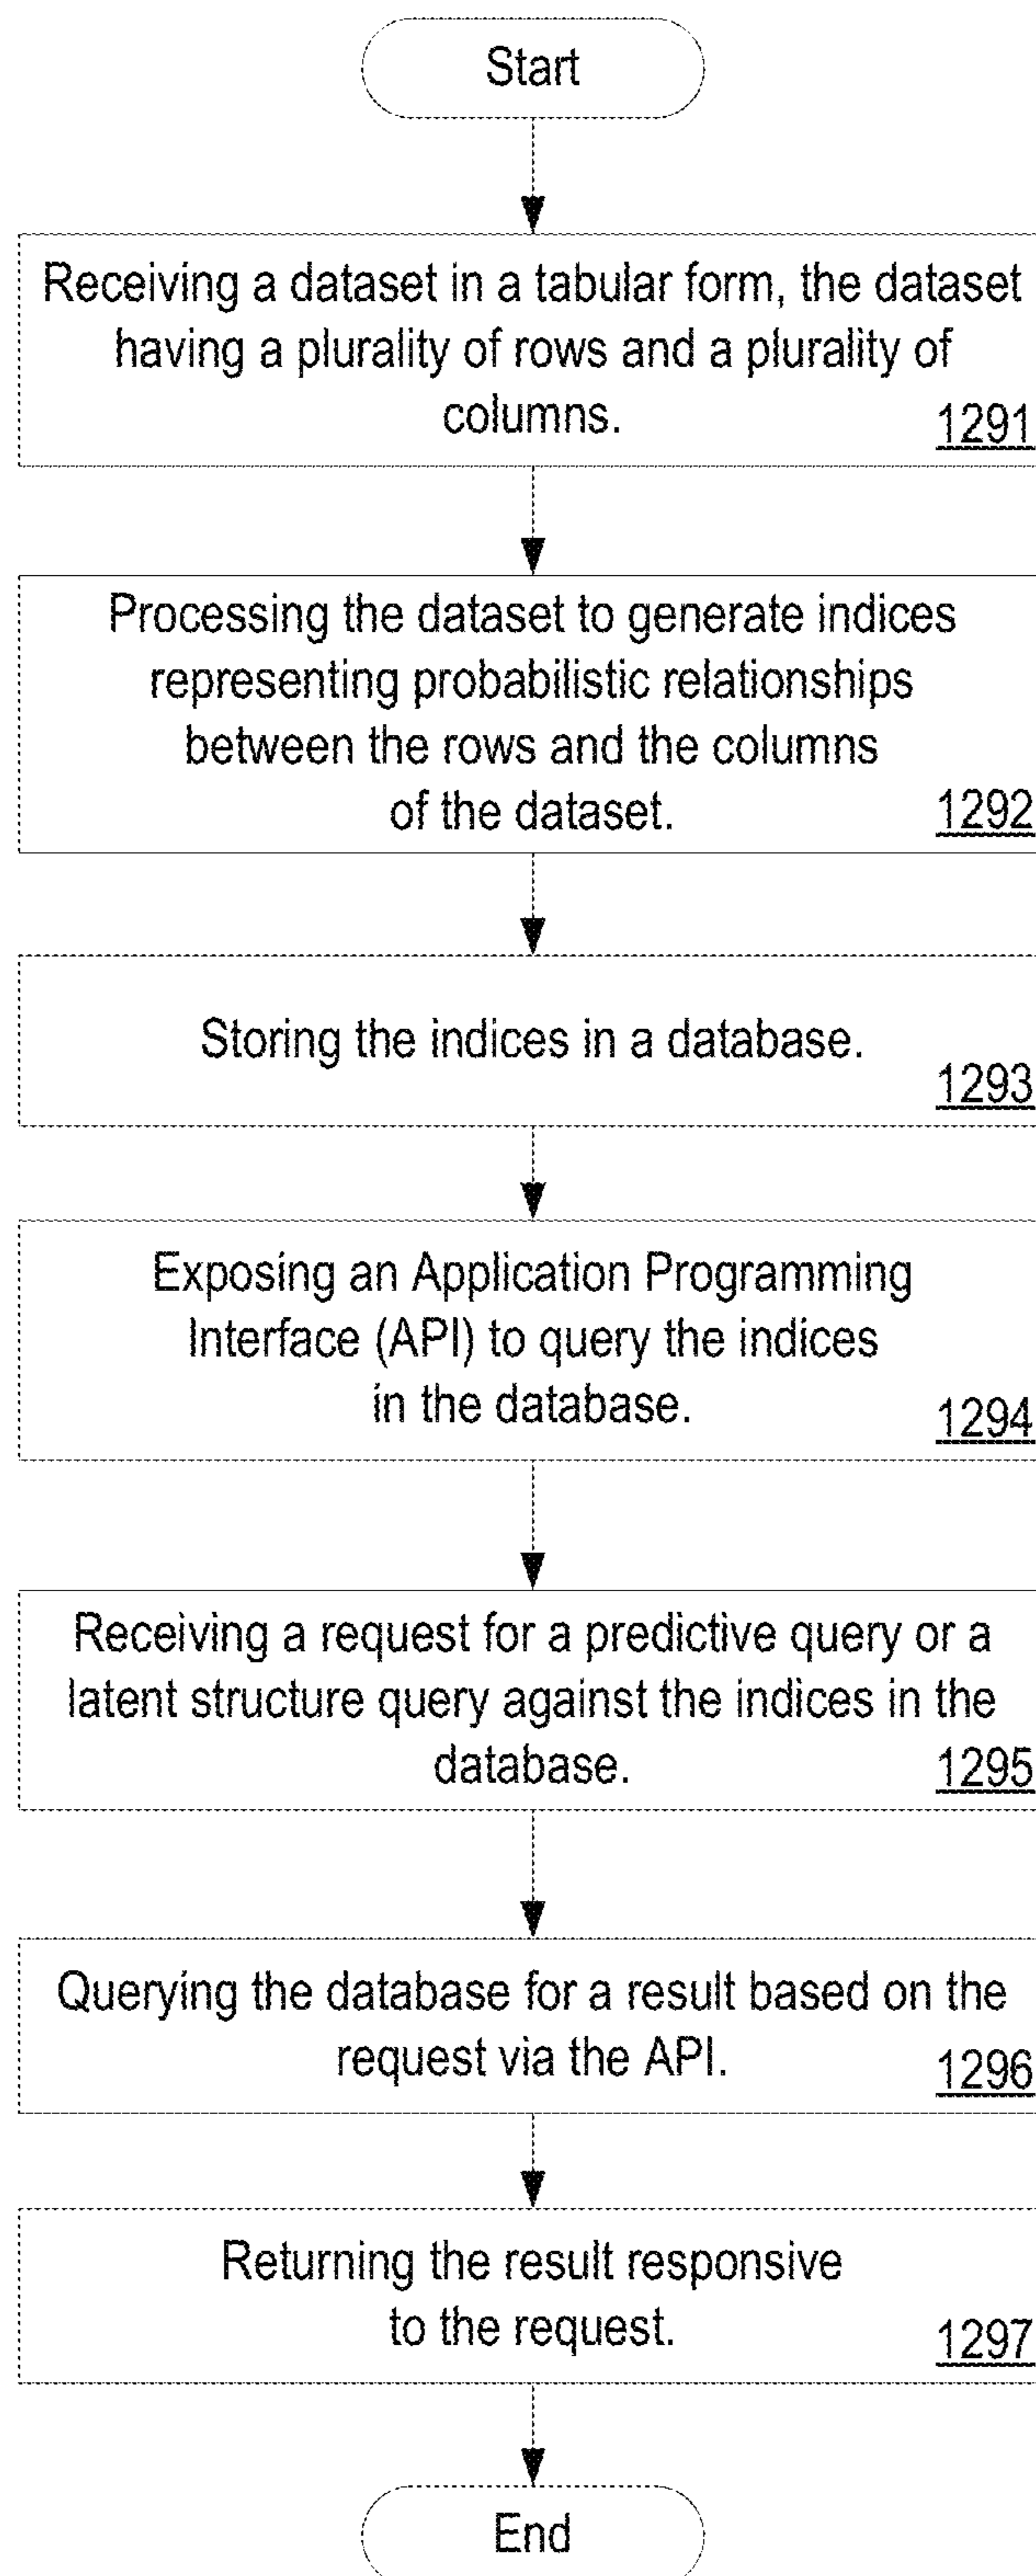 Start
Receiving a dataset in a tabular form, the dataset
having a plurality of rows and a plurality of
columns.
1291
Processing the dataset to generate indices
representing probabilistic relationships
between the rows and the columns
of the dataset.
1292
Storing the indices in a database.
1293
Exposing an Application Programming
Interface (API) to query the indices
in the database.
1294
Receiving a request for a predictive query or a
latent structure query against the indices in the
database.
1295
Querying the database for a result based on the
request via the API.
1296
Returning the result responsive
to the request.
1297
End